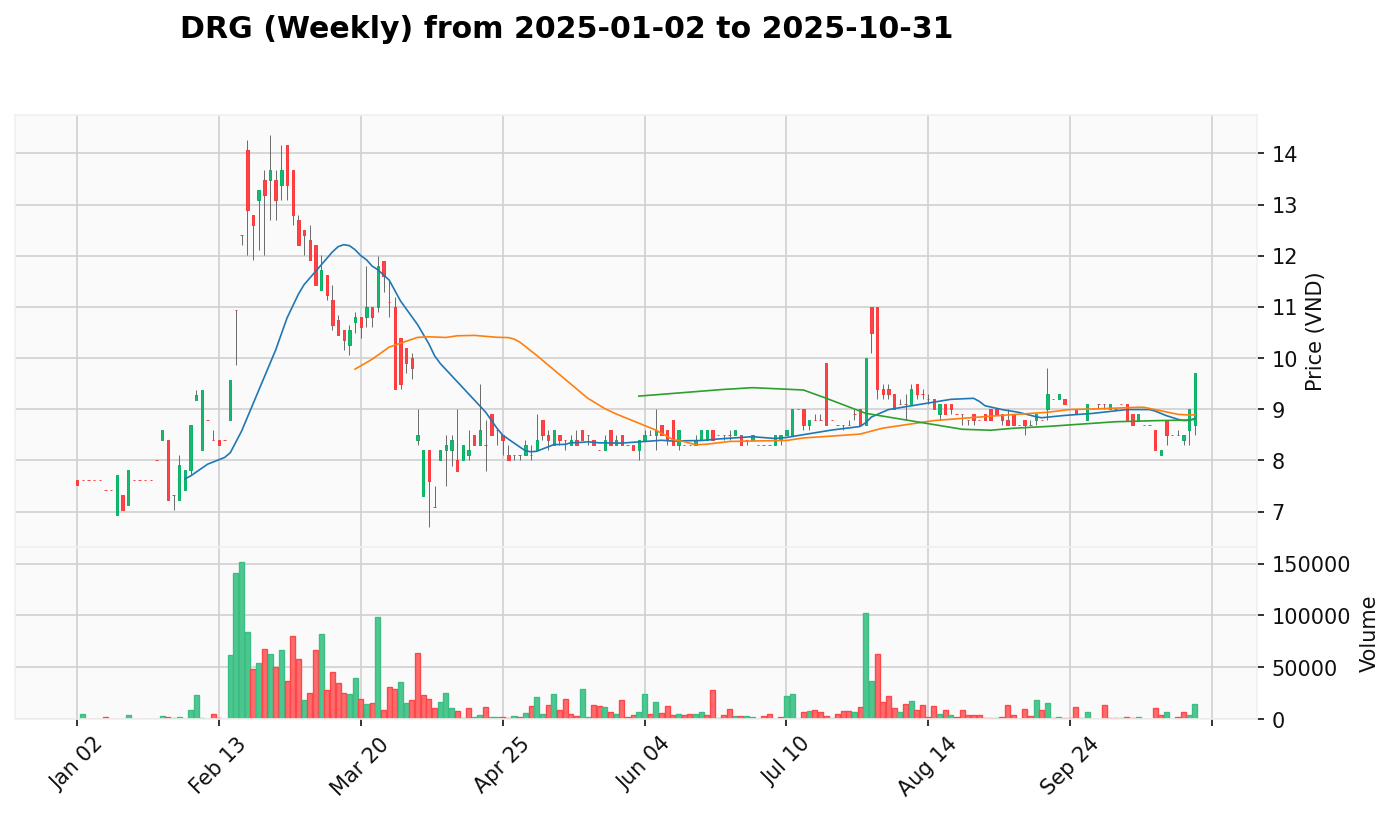 DRG (Weekly) from 2025-01-02 to 2025-10-31
14
13
12
11
10
9
8
7
Price (VND)
150000
100000
50000
0
Volume
Jan 02
Feb 13
Mar 20
Apr 25
Jun 04
Jul 10
Aug 14
Sep 24